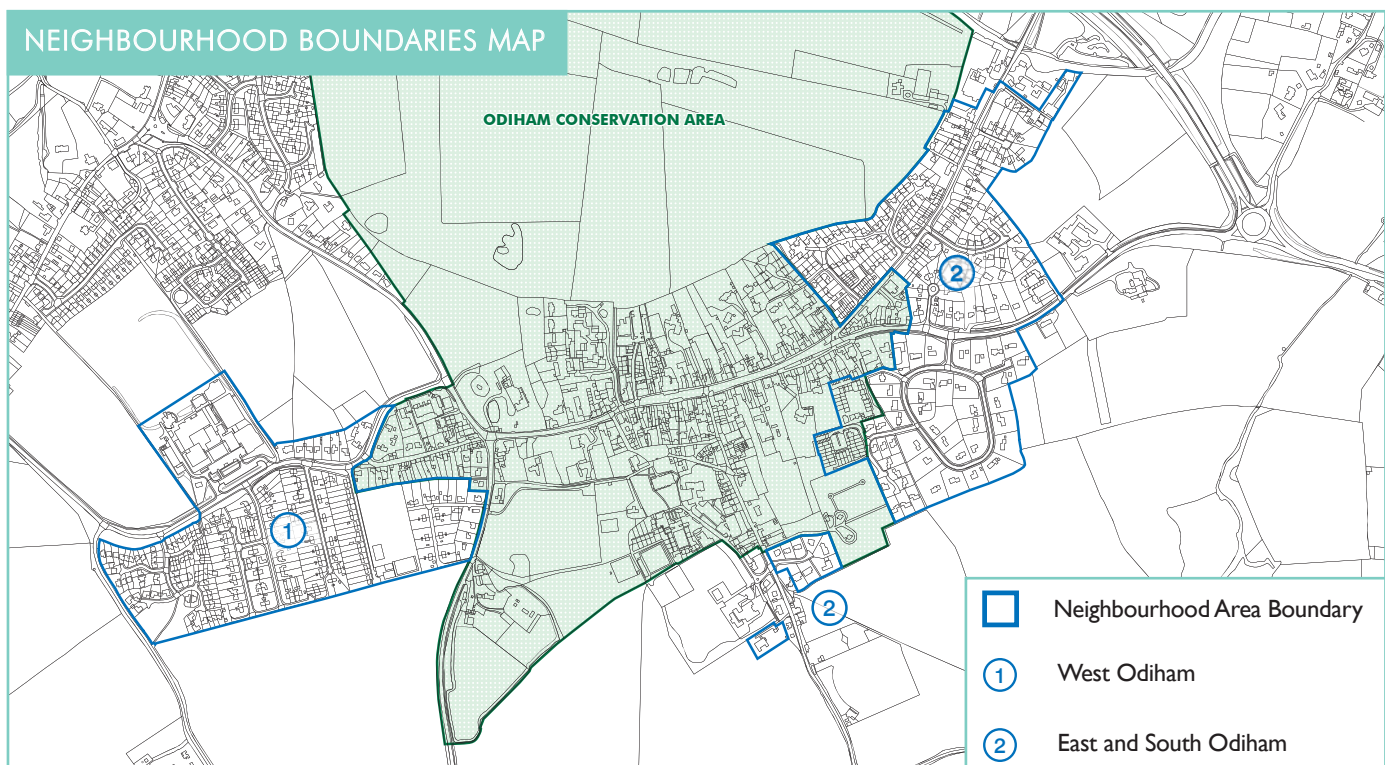 NEIGHBOURHOOD BOUNDARIES MAP
ODIHAM CONSERVATION AREA
2
1
2
Neighbourhood Area Boundary
1 West Odiham
2 East and South Odiham